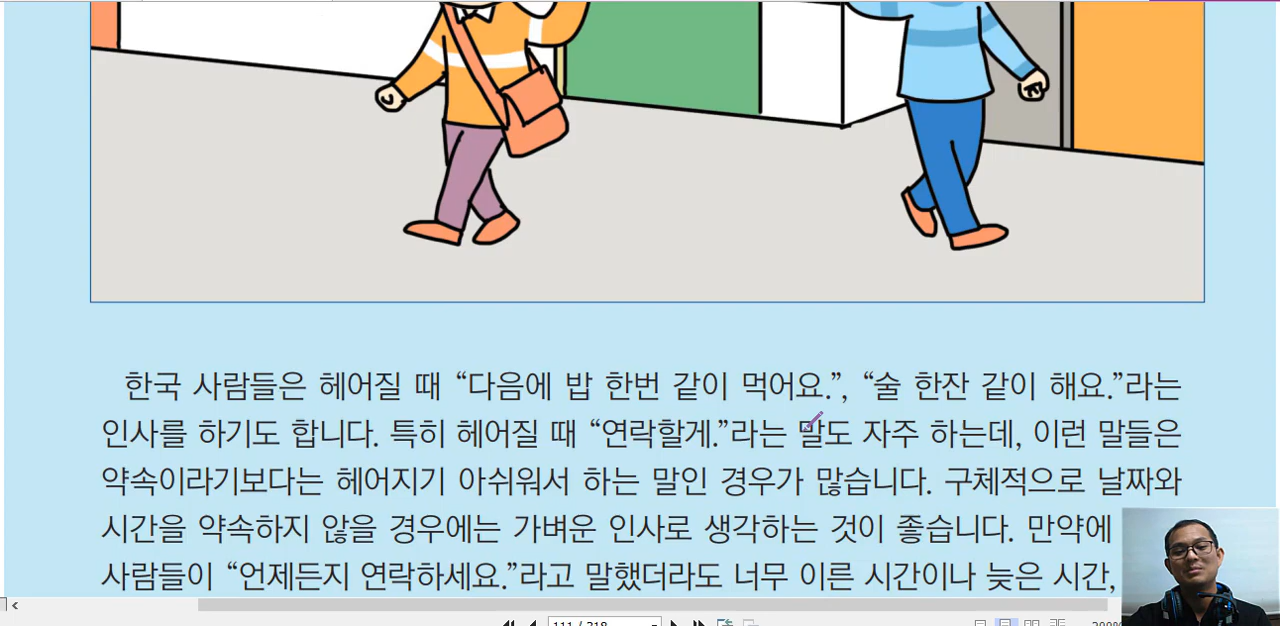 한국 사람들은 헤어질 때 “다음에 밥 한번 같이 먹어요.”, “술 한잔 같이 해요.”라는
인사를 하기도 합니다. 특히 헤어질 때 “연락할게.”라는 말도 자주 하는데, 이런 말들은
약속이라기보다는 헤어지기 아쉬워서 하는 말인 경우가 많습니다. 구체적으로 날짜와
시간을 약속하지 않을 경우에는 가벼운 인사로 생각하는 것이 좋습니다. 만약에
사람들이 “언제든지 연락하세요.”라고 말했더라도 너무 이른 시간이나 늦은 시간,
111 / 318